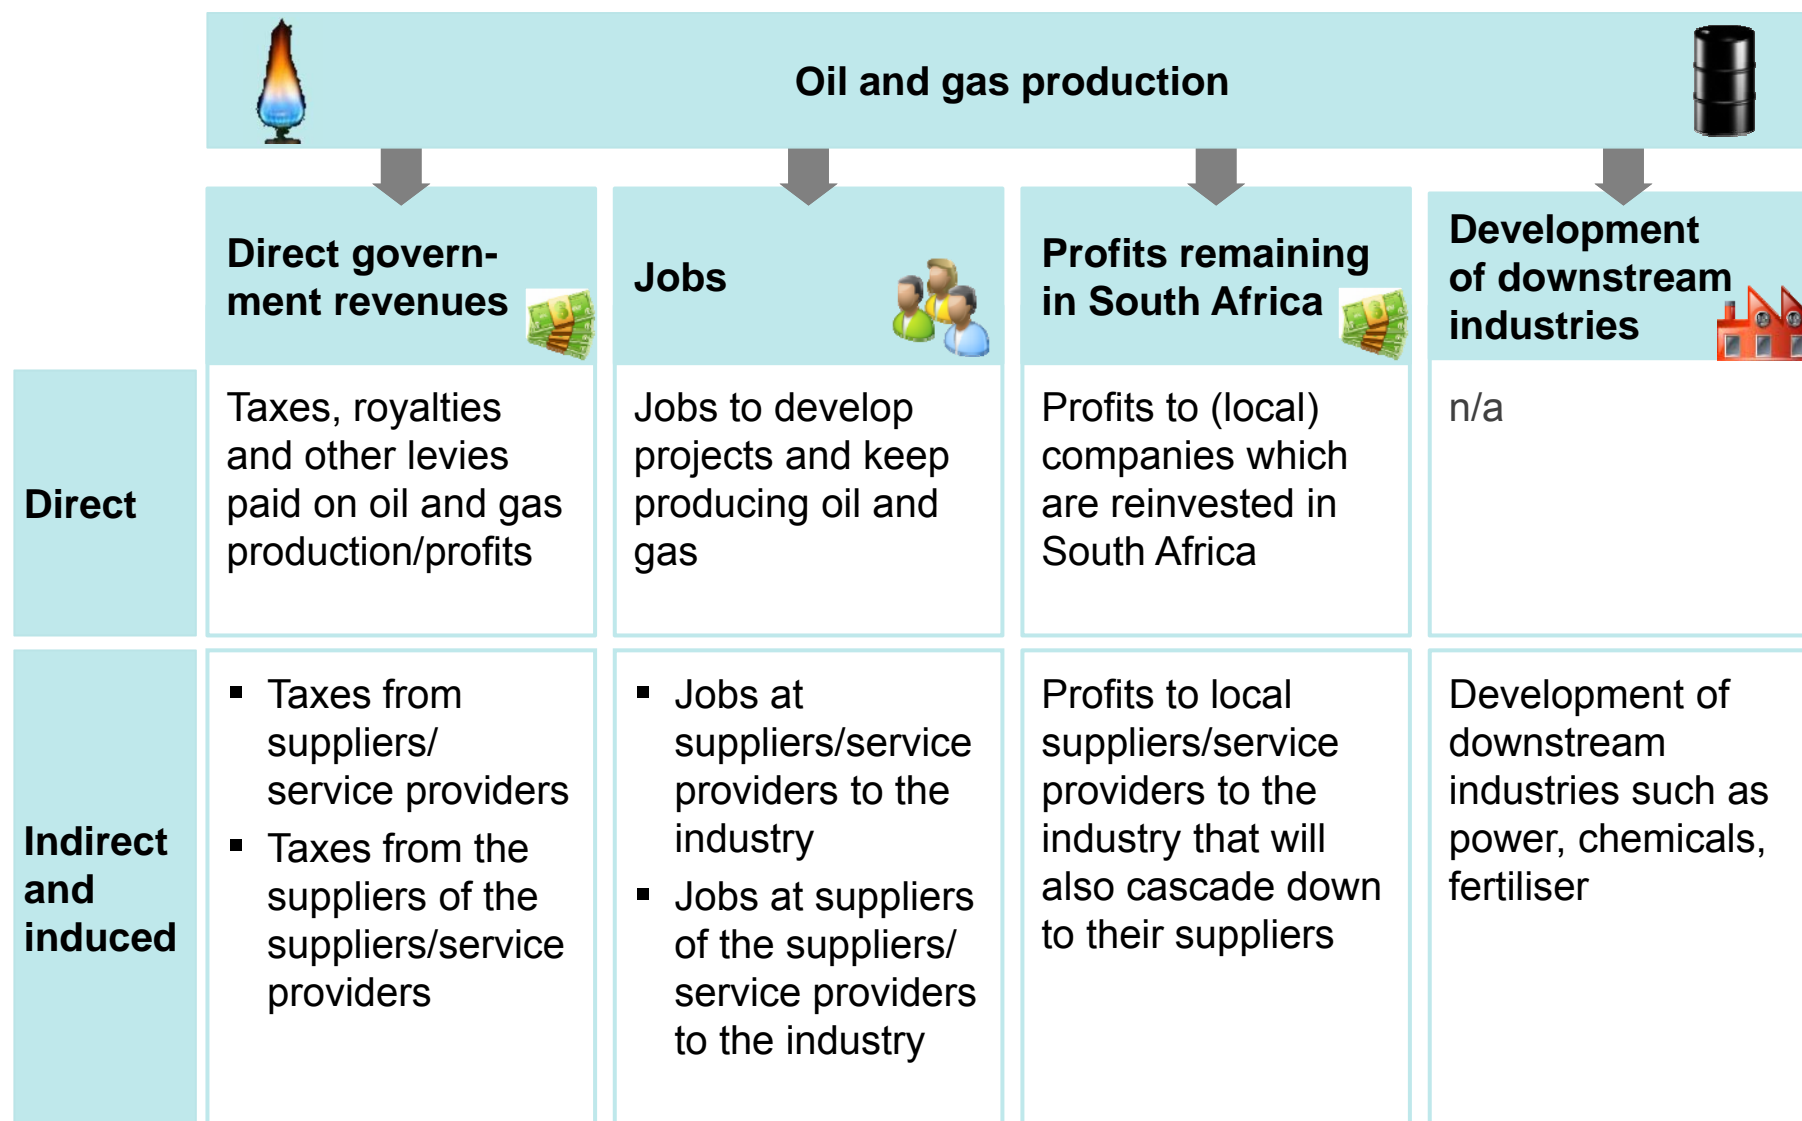 Oil and gas production
Direct govern-
ment revenues
Jobs
Profits remaining
in South Africa
Development
of downstream
industries
Direct
Taxes, royalties
and other levies
paid on oil and gas
production/profits
Jobs to develop
projects and keep
producing oil and
gas
Profits to (local)
companies which
are reinvested in
South Africa
n/a
Indirect
and
induced
▪ Taxes from
suppliers/
service providers
▪ Taxes from the
suppliers of the
suppliers/service
providers
▪ Jobs at
suppliers/service
providers to the
industry
▪ Jobs at suppliers
of the suppliers/
service providers
to the industry
Profits to local
suppliers/service
providers to the
industry that will
also cascade down
to their suppliers
Development of
downstream
industries such as
power, chemicals,
fertiliser